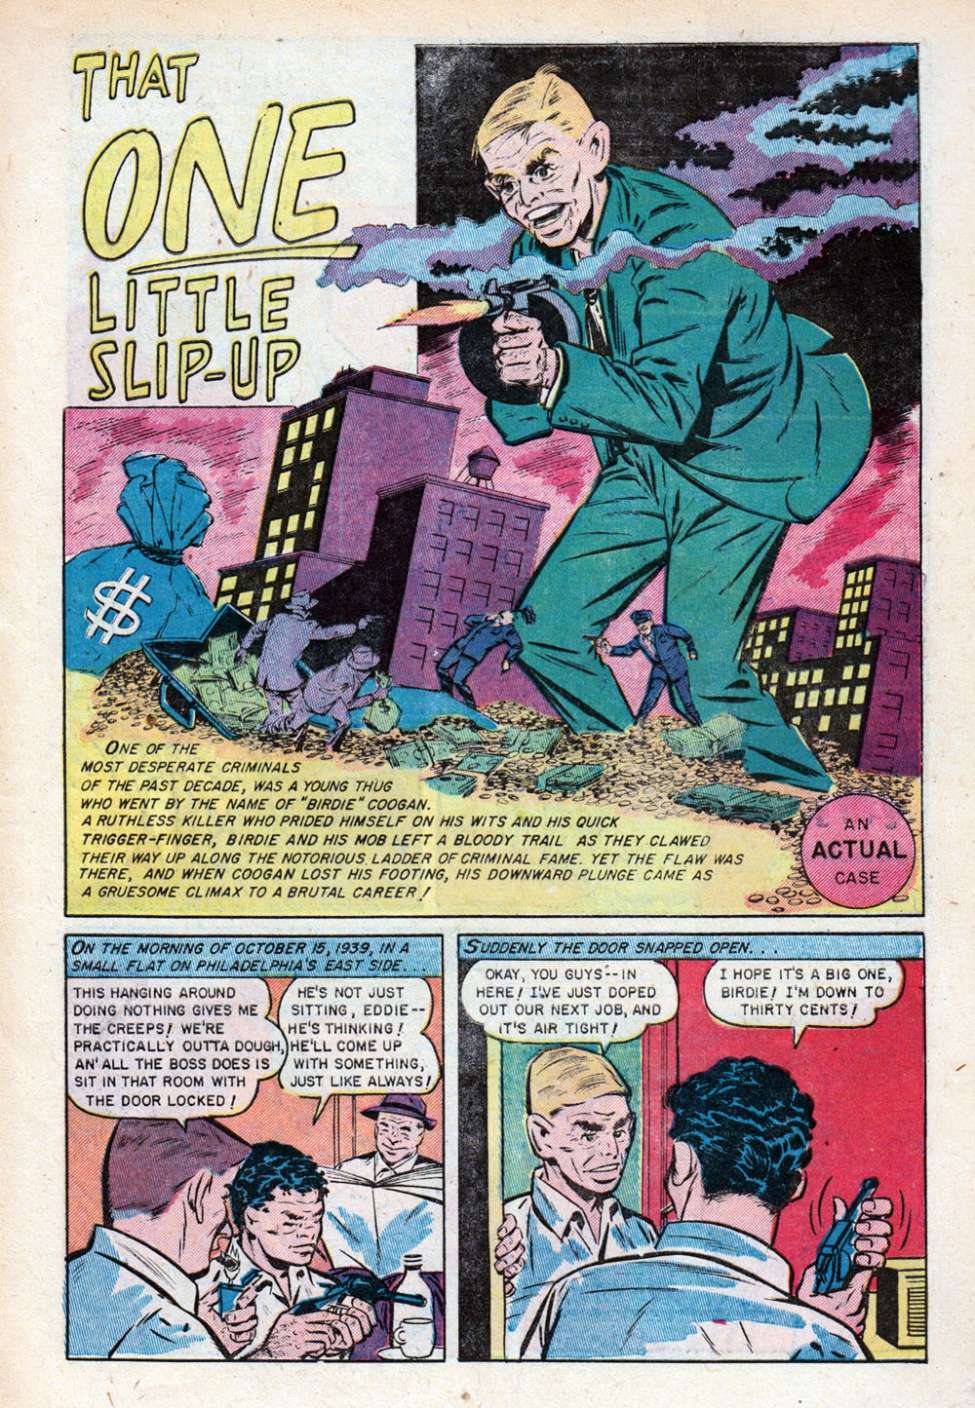 THAT
ONE
LITTLE
SLIP-UP
$
ONE OF THE
MOST DESPERATE CRIMINALS
OF THE PAST DECADE, WAS A YOUNG THUG
WHO WENT BY THE NAME OF "BIRDIE" COOGAN.
A RUTHLESS KILLER WHO PRIDED HIMSELF ON HIS WITS AND HIS QUICK
TRIGGER-FINGER, BIRDIE AND HIS MOB LEFT A BLOODY TRAIL AS THEY CLAWED
THEIR WAY UP ALONG THE NOTORIOUS LADDER OF CRIMINAL FAME. YET THE FLAW WAS
THERE, AND WHEN COOGAN LOST HIS FOOTING, HIS DOWNWARD PLUNGE CAME AS
A GRUESOME CLIMAX TO A BRUTAL CAREER!
AN
ACTUAL
CASE
ON THE MORNING OF OCTOBER 15, 1939, IN A
SMALL FLAT ON PHILADELPHIA'S EAST SIDE...
THIS HANGING AROUND
DOING NOTHING GIVES ME
THE CREEPS! WE'RE
PRACTICALLY OUTTA DOUGH,
AN' ALL THE BOSS DOES IS
SIT IN THAT ROOM WITH
THE DOOR LOCKED!
HE'S NOT JUST
SITTING, EDDIE--
HE'S THINKING!
HE'LL COME UP
WITH SOMETHING,
JUST LIKE ALWAYS!
SUDDENLY THE DOOR SNAPPED OPEN...
OKAY, YOU GUYS--IN
HERE! I'VE JUST DOPED
OUT OUR NEXT JOB, AND
IT'S AIR TIGHT!
I HOPE IT'S A BIG ONE,
BIRDIE! I'M DOWN TO
THIRTY CENTS!